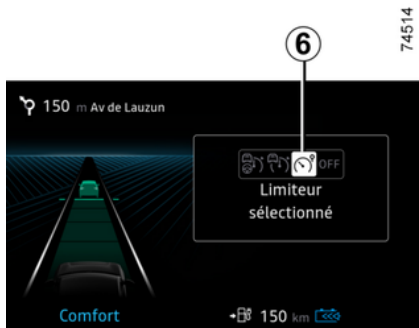 74514
6
150 m Av de Lauzun
OFF
Limiteur
sélectionné
Comfort
150 km